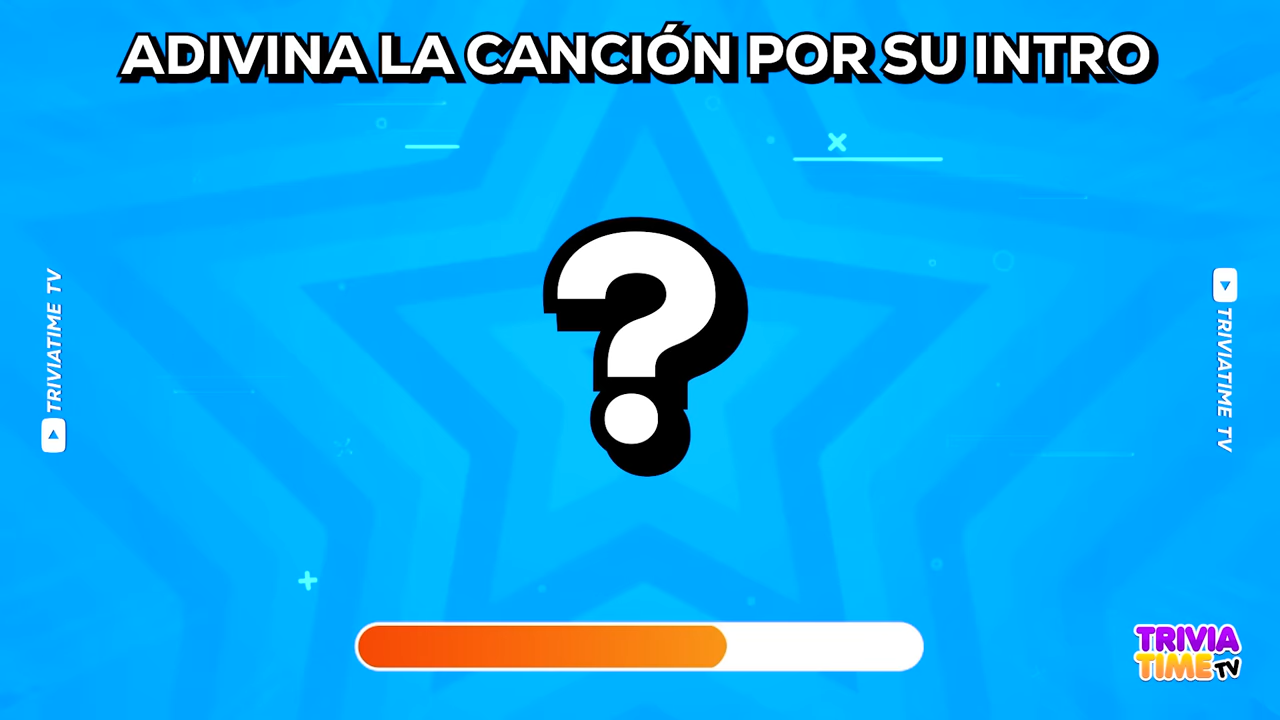 ADIVINA LA CANCIÓN POR SU INTRO
?
TRIVIATIME TV
TRIVIATIME TV
TRIVIA
TIME TV